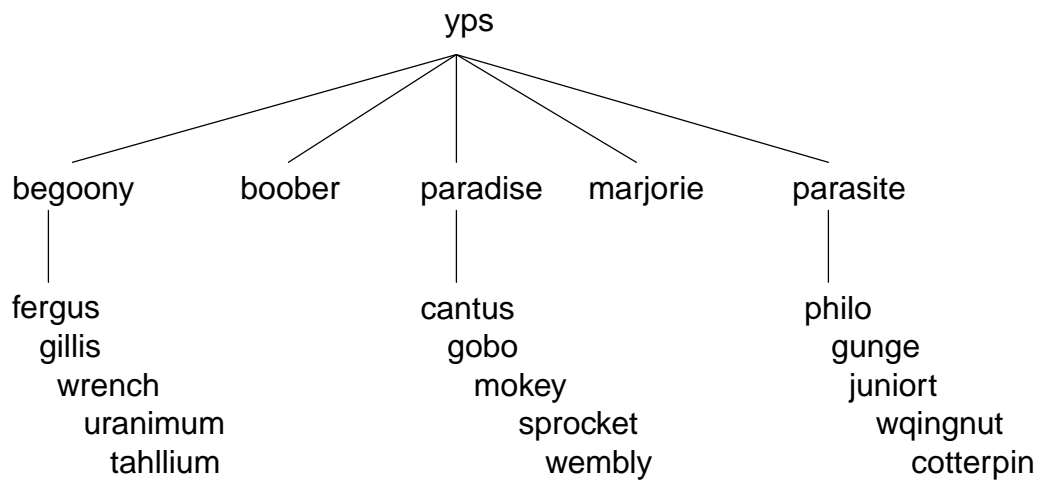 yps
begoony boober paradise marjorie parasite
fergus cantus philo
gillis gobo gunge
wrench mokey juniort
uranimum sprocket wqingnut
tahllium wembly cotterpin